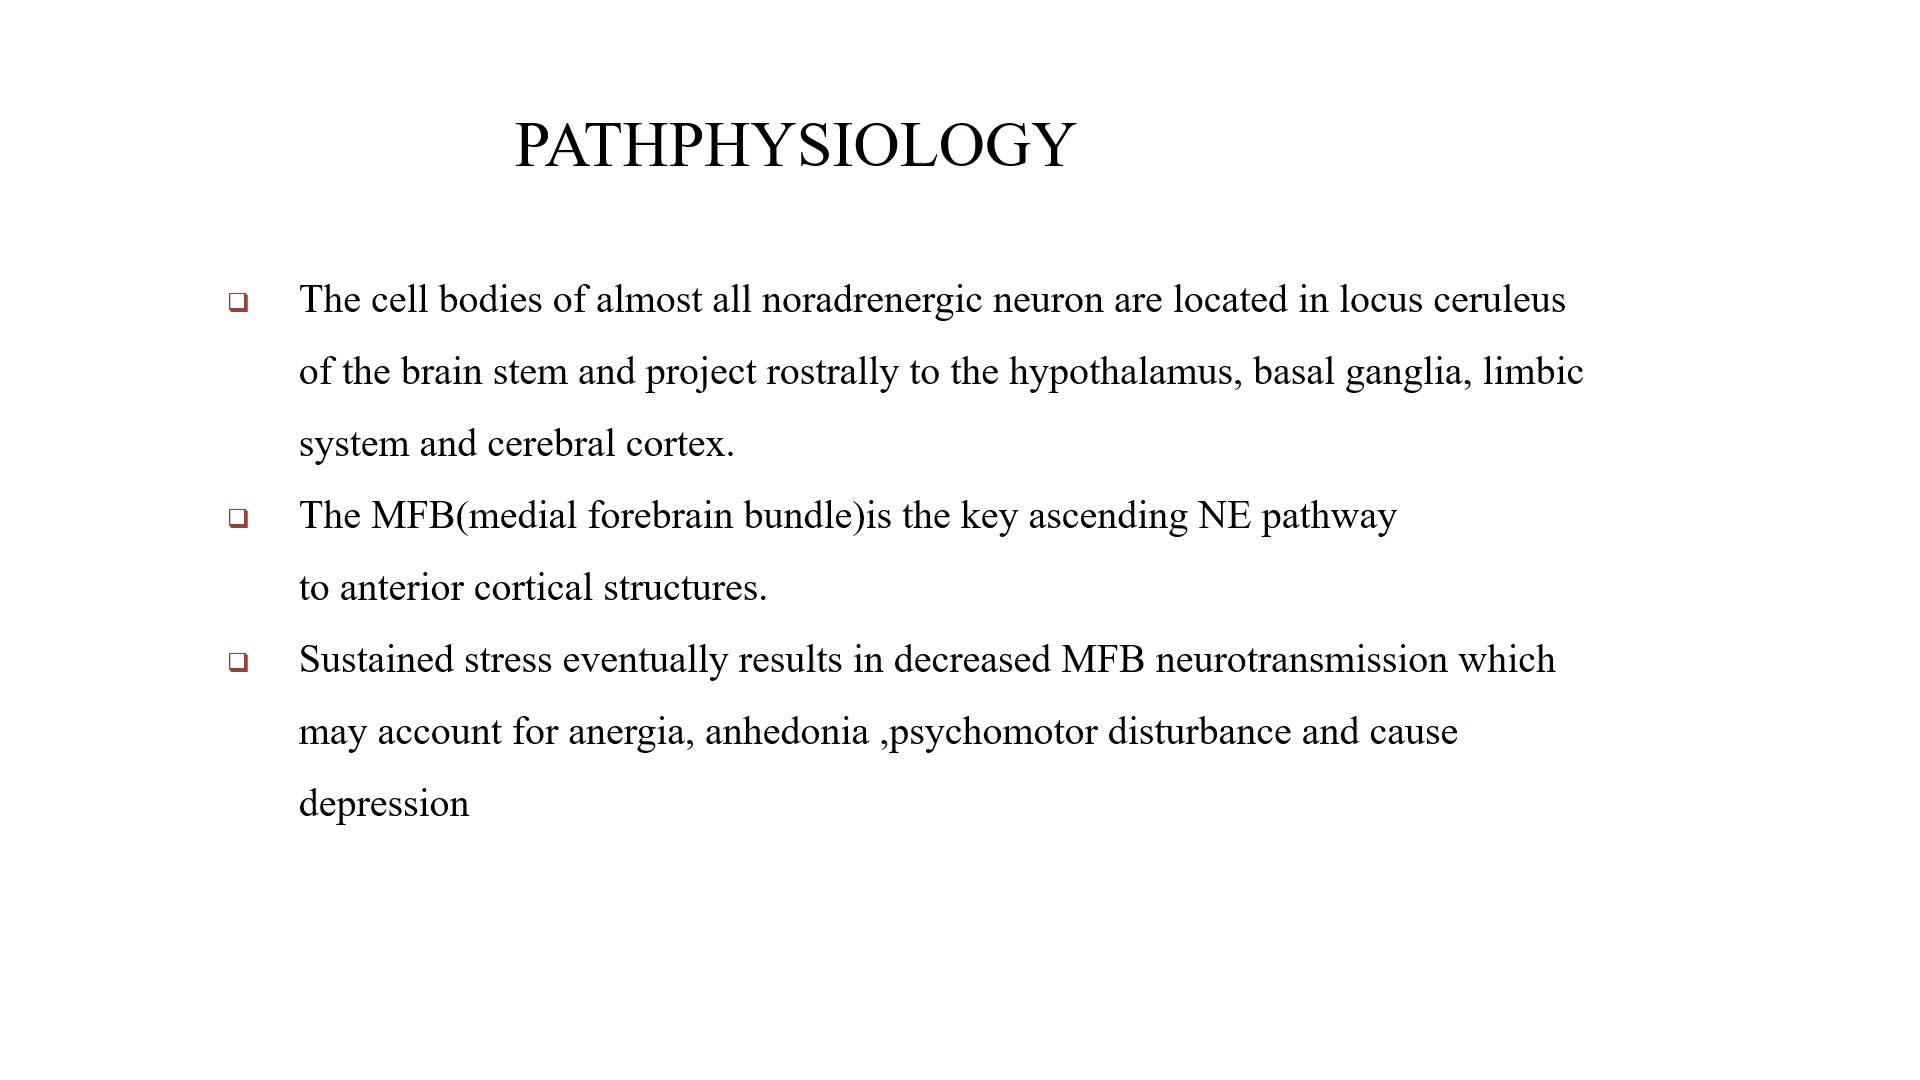 PATHPHYSIOLOGY
❑ The cell bodies of almost all noradrenergic neuron are located in locus ceruleus
of the brain stem and project rostrally to the hypothalamus, basal ganglia, limbic
system and cerebral cortex.
❑ The MFB(medial forebrain bundle)is the key ascending NE pathway
to anterior cortical structures.
❑ Sustained stress eventually results in decreased MFB neurotransmission which
may account for anergia, anhedonia ,psychomotor disturbance and cause
depression